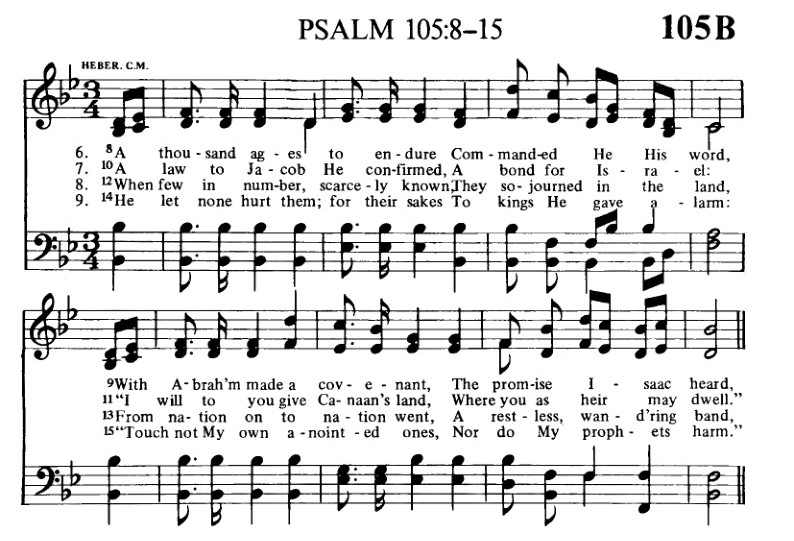 PSALM 105:8–15 105B
HEBER. C.M.
3
4
6. 8A thou-sand ag-es to en-dure Com-mand-ed He His word,
7. 10A law to Ja-cob He con-firmed, A bond for Is-ra-el:
8. 12When few in num-ber, scarce-ly known, They so-journed in the land,
9. 14He let none hurt them; for their sakes To kings He gave a-larm:
3
4
9With A-brah'm made a cov-e-nant, The prom-ise I-saac heard,
11"I will to you give Ca-naan's land, Where you as heir may dwell."
13From na-tion on to na-tion went, A rest-less, wand'ring band,
15"Touch not My own a-noint-ed ones, Nor do My proph-ets harm."